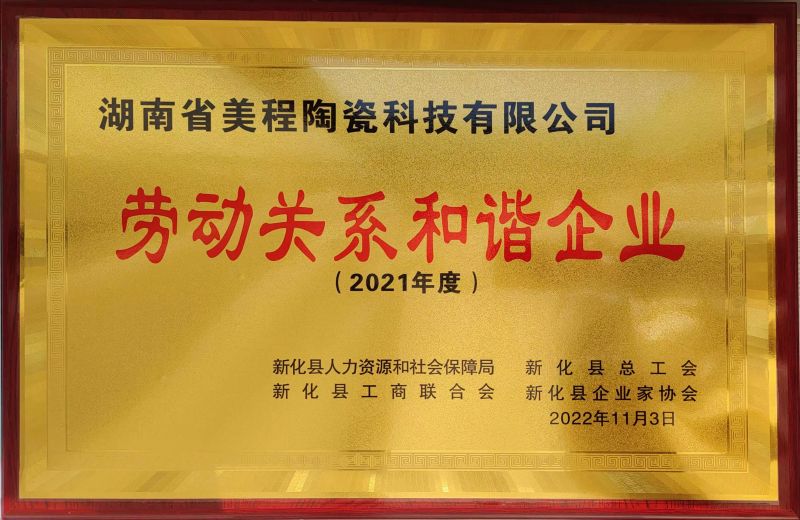 湖南省美程陶瓷科技有限公司
劳动关系和谐企业
（2021年度）
新化县人力资源和社会保障局 新化县总工会
新化县工商联合会 新化县企业家协会
2022年11月3日